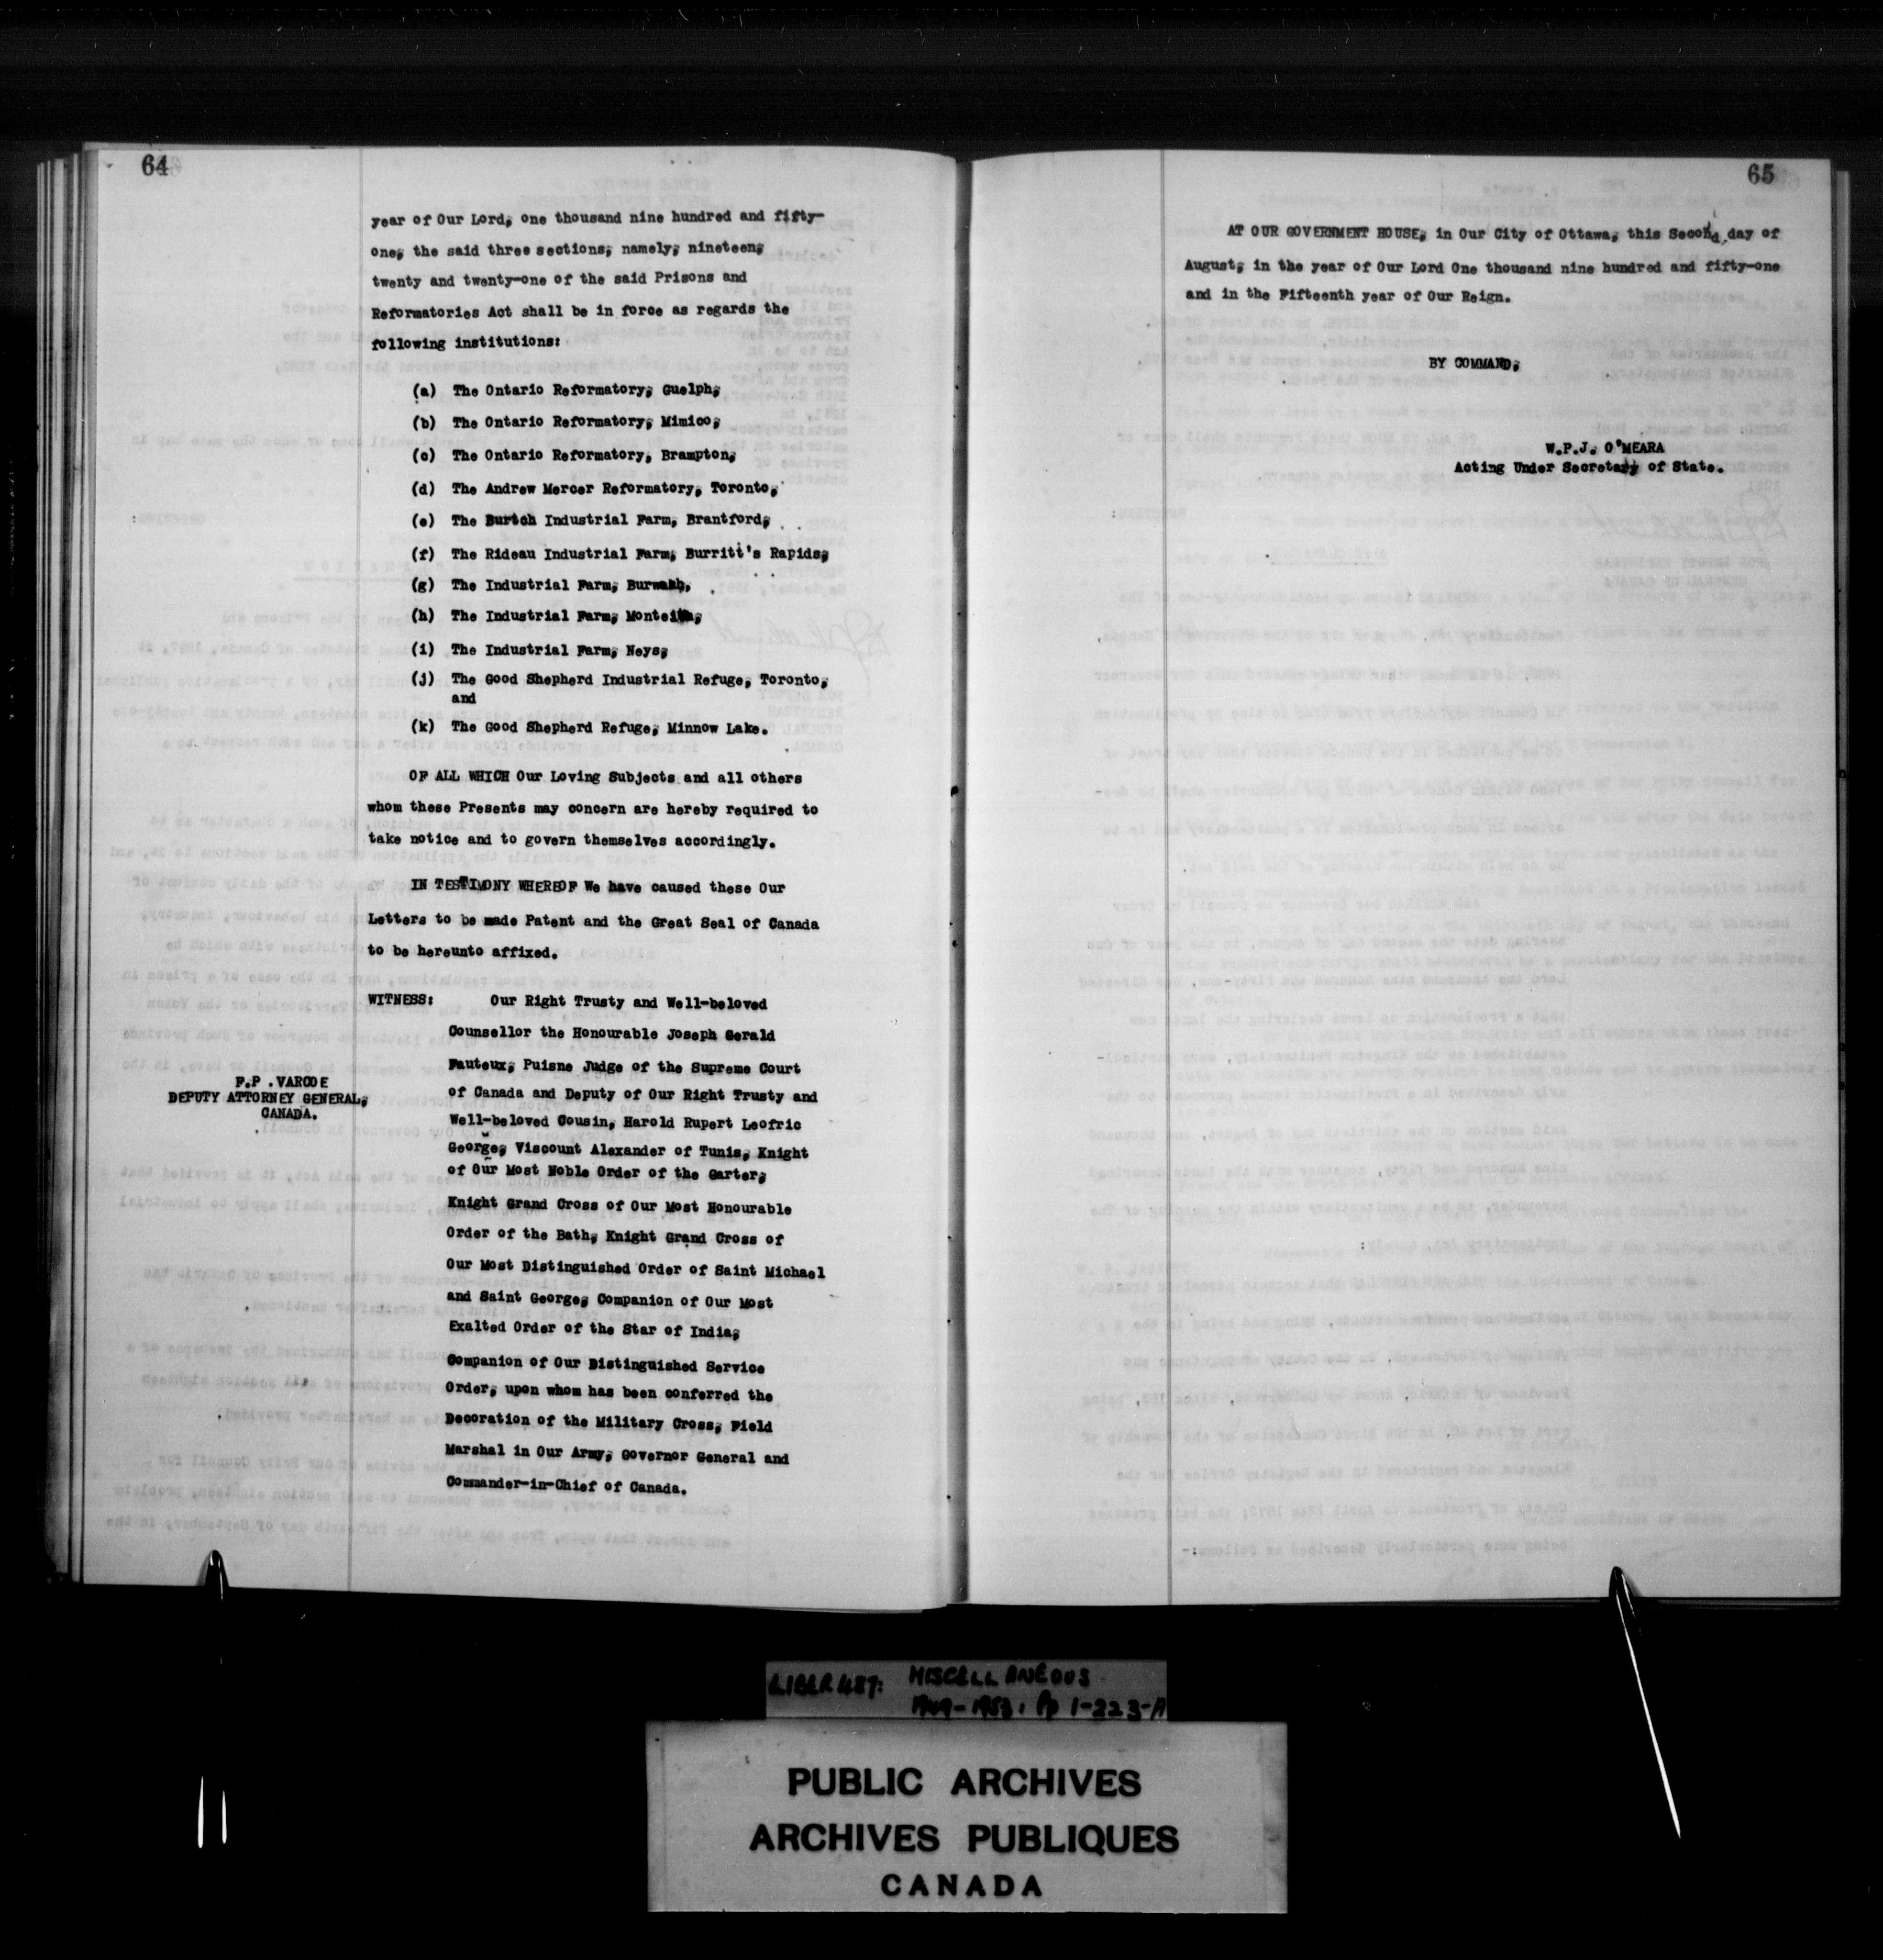 64
year of Our Lord, one thousand nine hundred and fifty-
one, the said three sections, namely, nineteen,
twenty and twenty-one of the said Prisons and
Reformatories Act shall be in force as regards the
following institutions:
(a) The Ontario Reformatory, Guelph,
(b) The Ontario Reformatory, Mimico,
(c) The Ontario Reformatory, Brampton,
(d) The Andrew Mercer Reformatory, Toronto,
(e) The Burtch Industrial Farm, Brantford,
(f) The Rideau Industrial Farm, Burritt's Rapids,
(g) The Industrial Farm, Burwash,
(h) The Industrial Farm, Monteith,
(i) The Industrial Farm, Neys,
(j) The Good Shepherd Industrial Refuge, Toronto,
and
(k) The Good Shepherd Refuge, Minnow Lake.
OF ALL WHICH Our Loving Subjects and all others
whom these Presents may concern are hereby required to
take notice and to govern themselves accordingly.
IN TESTIMONY WHEREOF We have caused these Our
Letters to be made Patent and the Great Seal of Canada
to be hereunto affixed.
WITNESS: Our Right Trusty and Well-beloved
Counsellor the Honourable Joseph Gerald
Fauteux, Puisne Judge of the Supreme Court
of Canada and Deputy of Our Right Trusty and
Well-beloved Cousin, Harold Rupert Leofric
George, Viscount Alexander of Tunis, Knight
of Our Most Noble Order of the Garter,
Knight Grand Cross of Our Most Honourable
Order of the Bath, Knight Grand Cross of
Our Most Distinguished Order of Saint Michael
and Saint George, Companion of Our Most
Exalted Order of the Star of India,
Companion of Our Distinguished Service
Order, upon whom has been conferred the
Decoration of the Military Cross, Field
Marshal in Our Army, Governor General and
Commander-in-Chief of Canada.
F.P. VARCOE
DEPUTY ATTORNEY GENERAL,
CANADA.
65
AT OUR GOVERNMENT HOUSE, in Our City of Ottawa, this Second day of
August, in the year of Our Lord One thousand nine hundred and fifty-one
and in the Fifteenth year of Our Reign.
BY COMMAND,
W.P.J. O'MEARA
Acting Under Secretary of State.
LIBER 487: MISCELLANEOUS
1949-1953, Pp 1-223-A
PUBLIC ARCHIVES
ARCHIVES PUBLIQUES
CANADA